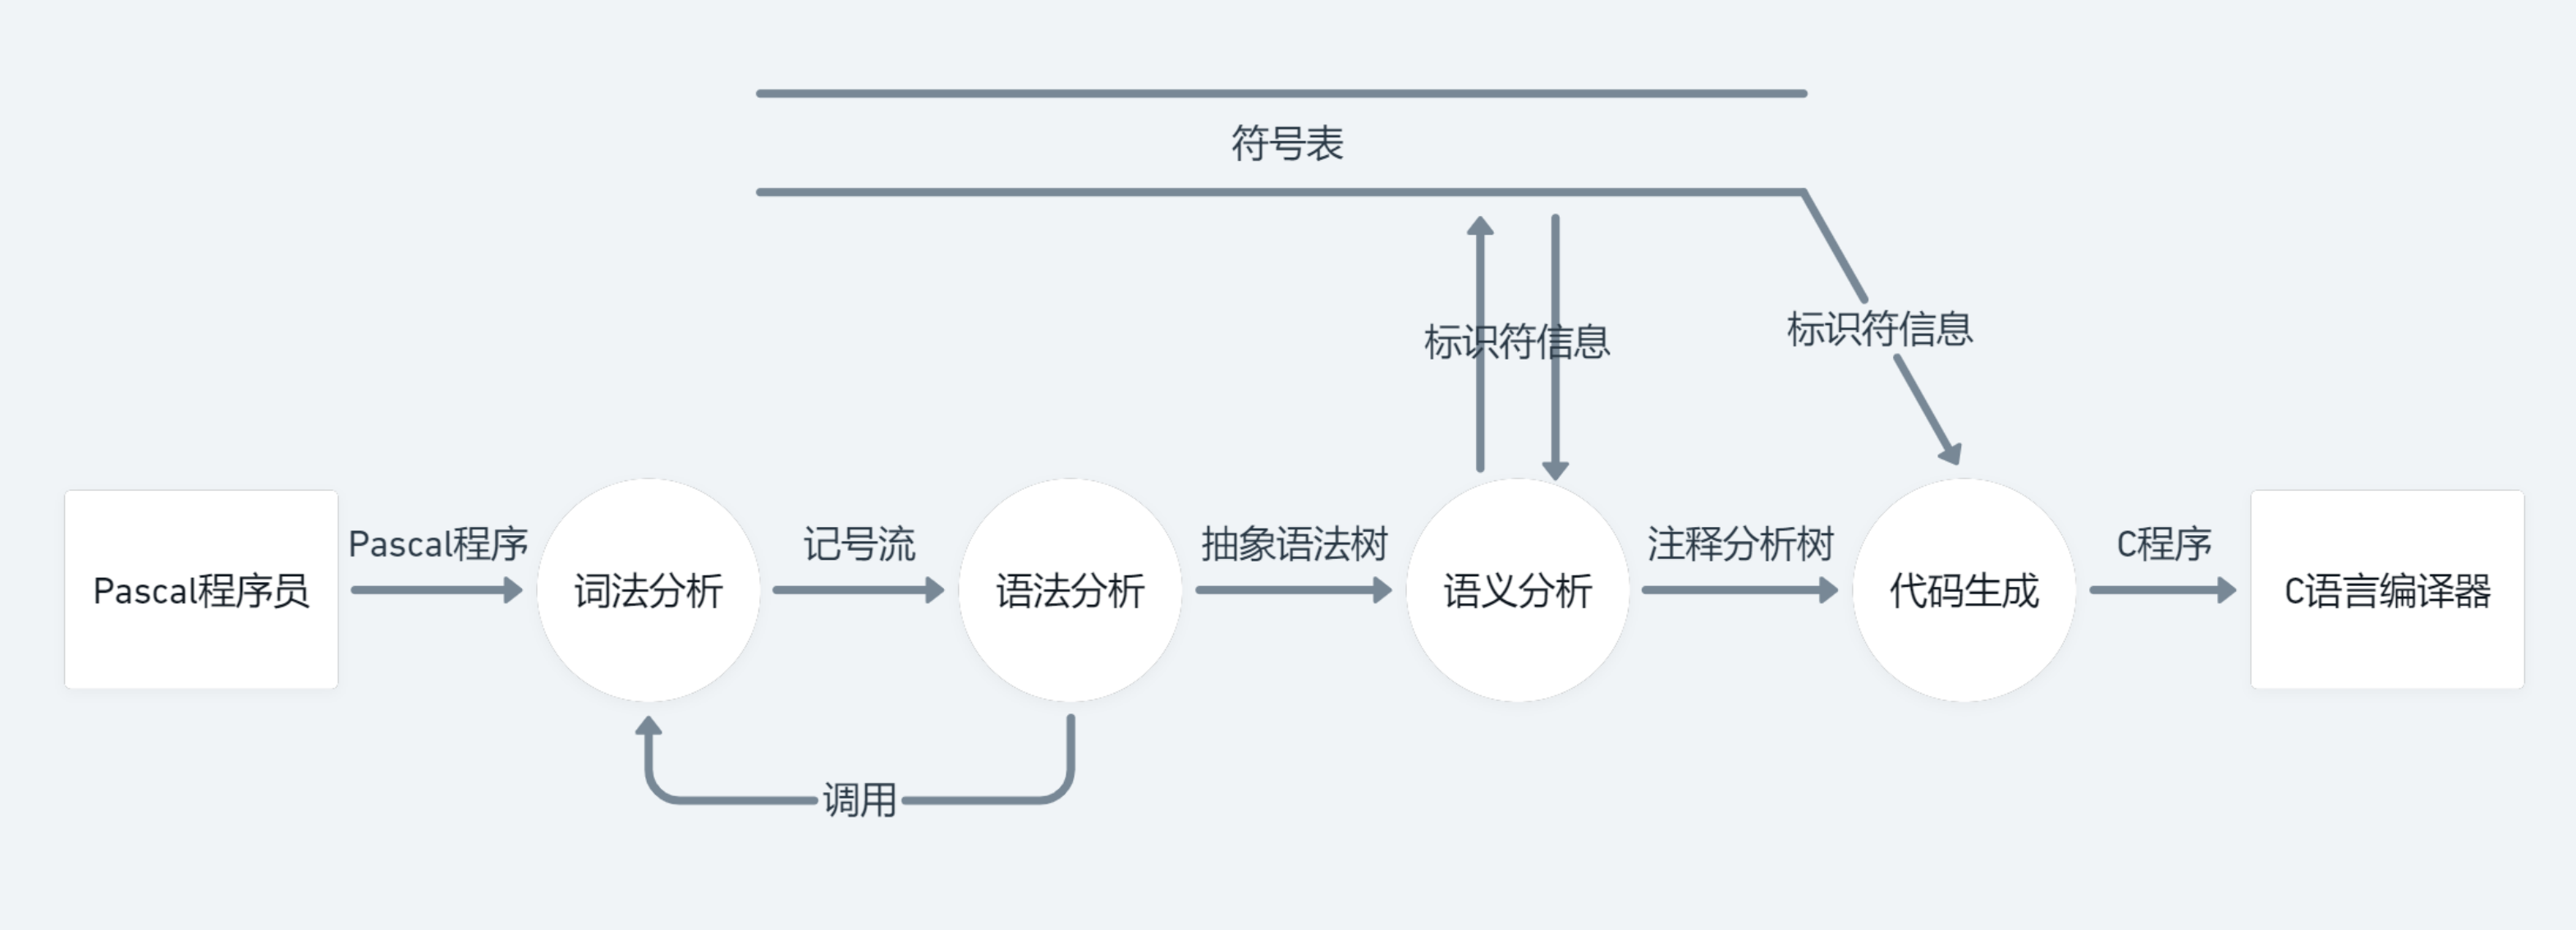 符号表
标识符信息
标识符信息
Pascal程序员
Pascal程序
词法分析
记号流
语法分析
抽象语法树
语义分析
注释分析树
代码生成
C程序
C语言编译器
调用